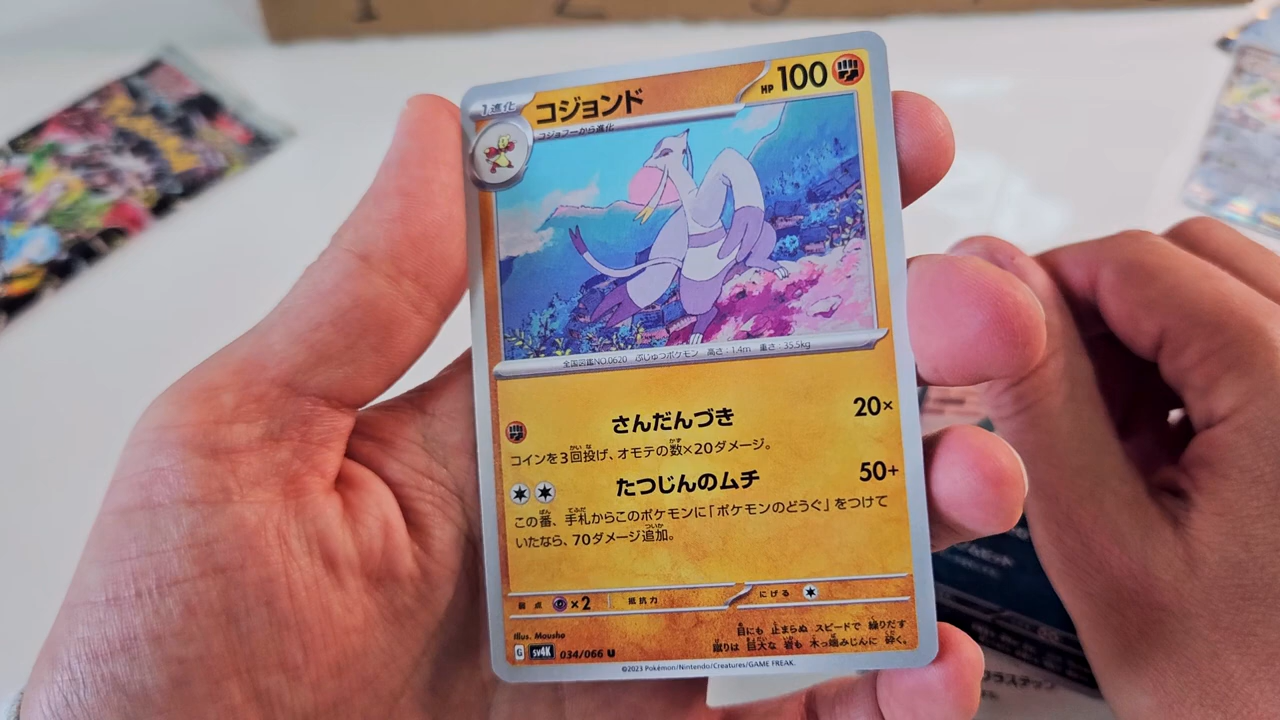 1 2
1進化
コジョンド
HP 100
コジョフーから進化
全国図鑑NO.0620 ぶじゅつポケモン 高さ:1.4m 重さ:35.5kg
さんだんづき 20×
コインを3回投げ、オモテの数×20ダメージ。
たつじんのムチ 50+
この番、手札からこのポケモンに「ポケモンのどうぐ」をつけて
いたなら、70ダメージ追加。
弱点 ×2 抵抗力 にげる
目にも 止まらぬ スピードで 繰りだす
蹴りは 巨大な 岩も 木っ端みじんに 砕く。
Illus. Mousho
G sv4K 034/066 U
©2023 Pokémon/Nintendo/Creatures/GAME FREAK.